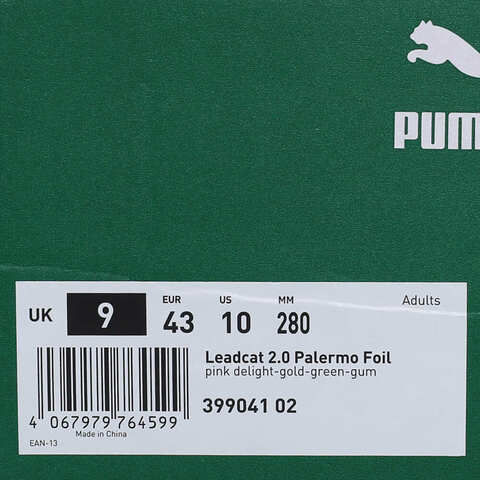 PUM
UK 9 EUR 43 US 10 MM 280 Adults
Leadcat 2.0 Palermo Foil
pink delight-gold-green-gum
399041 02
4 067979 764599
Made in China
EAN-13